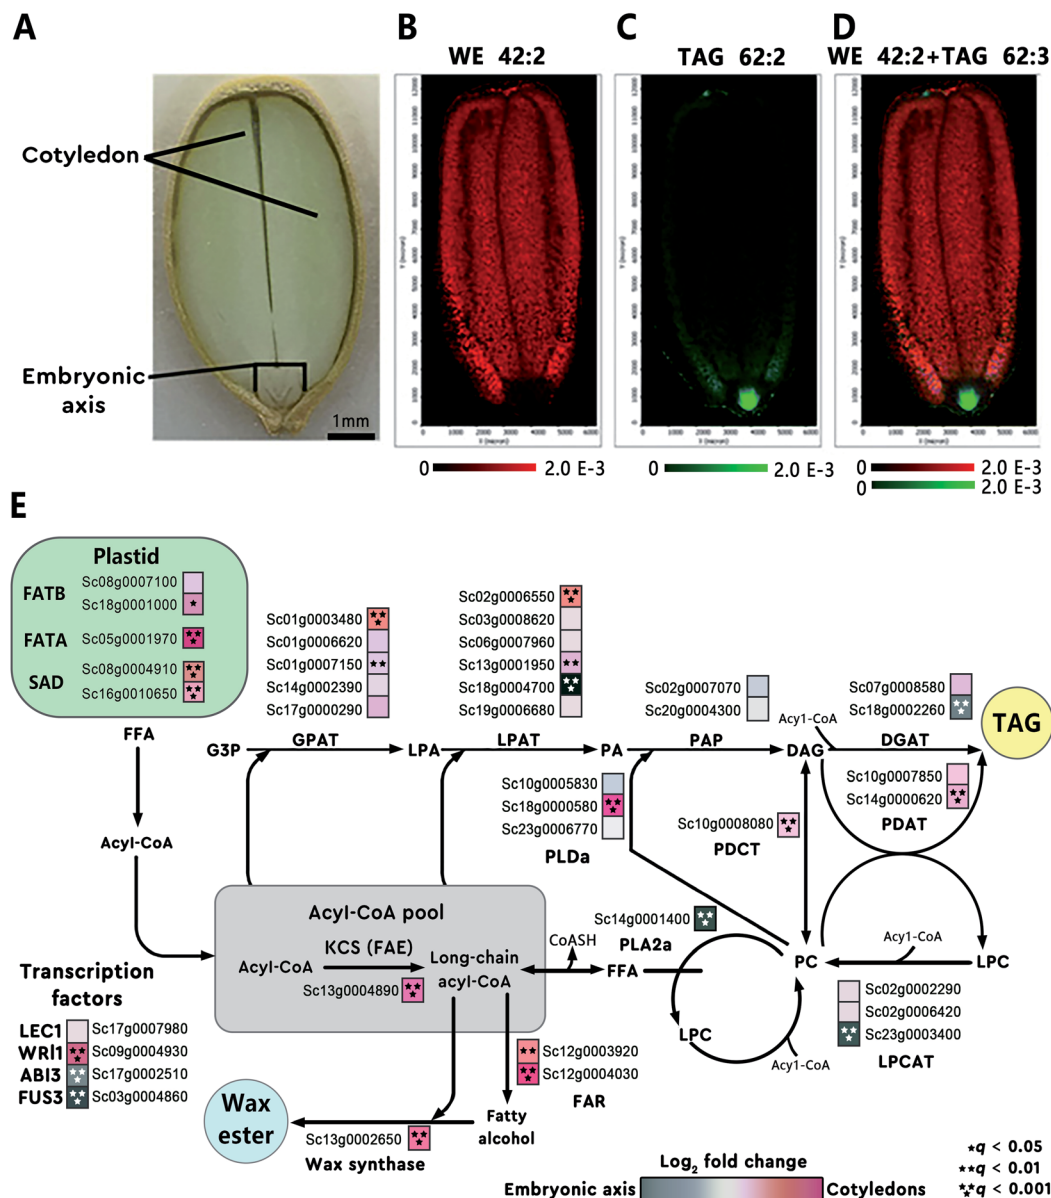 A
B
C
D
WE 42:2
TAG 62:2
WE 42:2+TAG 62:3
Cotyledon
Embryonic
axis
1mm
0 2.0 E-3
0 2.0 E-3
0 2.0 E-3
0 2.0 E-3
E
Plastid
FATB
Sc08g0007100
Sc18g0001000
FATA
Sc05g0001970
SAD
Sc08g0004910
Sc16g0010650
Sc01g0003480
Sc01g0006620
Sc01g0007150
Sc14g0002390
Sc17g0000290
Sc02g0006550
Sc03g0008620
Sc06g0007960
Sc13g0001950
Sc18g0004700
Sc19g0006680
Sc02g0007070
Sc20g0004300
Sc07g0008580
Sc18g0002260
Acy1-CoA
TAG
FFA
G3P
GPAT
LPA
LPAT
PA
PAP
DAG
DGAT
Sc10g0005830
Sc18g0000580
Sc23g0006770
PLDa
Sc10g0008080
PDCT
Sc10g0007850
Sc14g0000620
PDAT
Acyl-CoA
Acyl-CoA pool
KCS (FAE)
Acyl-CoA
Long-chain
acyl-CoA
Sc13g0004890
CoASH
FFA
Sc14g0001400
PLA2a
PC
Acy1-CoA
LPC
LPC
Acy1-CoA
Sc02g0002290
Sc02g0006420
Sc23g0003400
LPCAT
Transcription
factors
LEC1 Sc17g0007980
WRI1 Sc09g0004930
ABI3 Sc17g0002510
FUS3 Sc03g0004860
Sc12g0003920
Sc12g0004030
FAR
Wax
ester
Fatty
alcohol
Sc13g0002650
Wax synthase
Log2 fold change
Embryonic axis
Cotyledons
★q < 0.05
★★q < 0.01
★★★q < 0.001